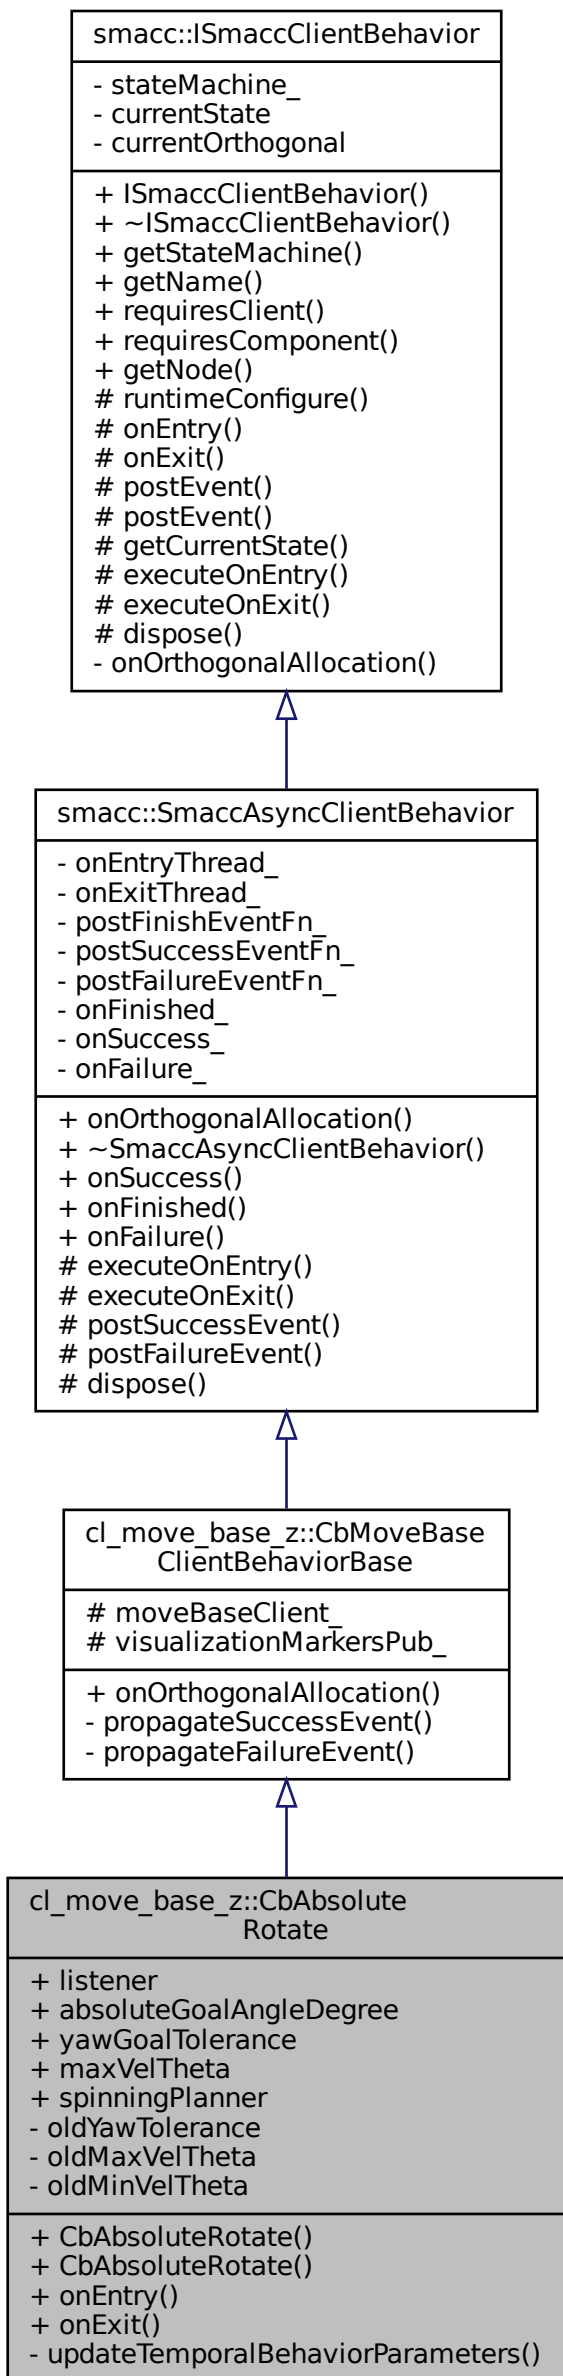 smacc::ISmaccClientBehavior
- stateMachine_
- currentState
- currentOrthogonal
+ ISmaccClientBehavior()
+ ~ISmaccClientBehavior()
+ getStateMachine()
+ getName()
+ requiresClient()
+ requiresComponent()
+ getNode()
# runtimeConfigure()
# onEntry()
# onExit()
# postEvent()
# postEvent()
# getCurrentState()
# executeOnEntry()
# executeOnExit()
# dispose()
- onOrthogonalAllocation()
smacc::SmaccAsyncClientBehavior
- onEntryThread_
- onExitThread_
- postFinishEventFn_
- postSuccessEventFn_
- postFailureEventFn_
- onFinished_
- onSuccess_
- onFailure_
+ onOrthogonalAllocation()
+ ~SmaccAsyncClientBehavior()
+ onSuccess()
+ onFinished()
+ onFailure()
# executeOnEntry()
# executeOnExit()
# postSuccessEvent()
# postFailureEvent()
# dispose()
cl_move_base_z::CbMoveBase
ClientBehaviorBase
# moveBaseClient_
# visualizationMarkersPub_
+ onOrthogonalAllocation()
- propagateSuccessEvent()
- propagateFailureEvent()
cl_move_base_z::CbAbsolute
Rotate
+ listener
+ absoluteGoalAngleDegree
+ yawGoalTolerance
+ maxVelTheta
+ spinningPlanner
- oldYawTolerance
- oldMaxVelTheta
- oldMinVelTheta
+ CbAbsoluteRotate()
+ CbAbsoluteRotate()
+ onEntry()
+ onExit()
- updateTemporalBehaviorParameters()